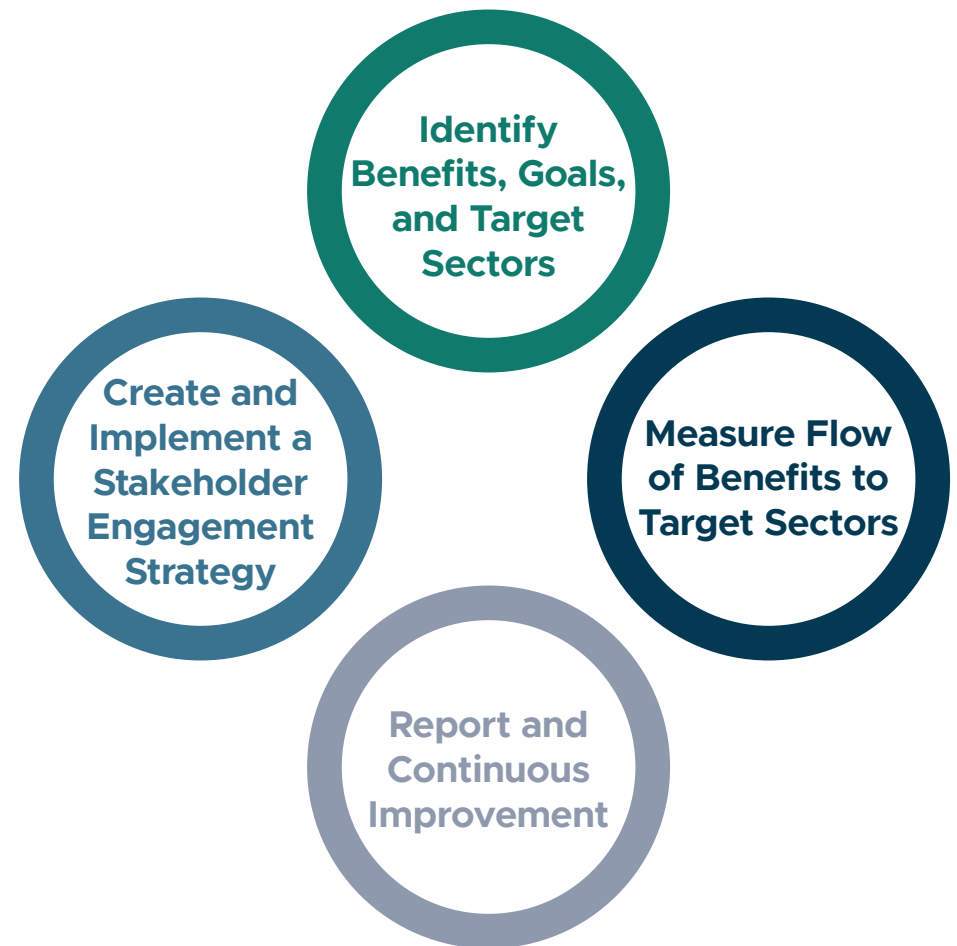 Identify
Benefits, Goals,
and Target
Sectors
Create and
Implement a
Stakeholder
Engagement
Strategy
Measure Flow
of Benefits to
Target Sectors
Report and
Continuous
Improvement